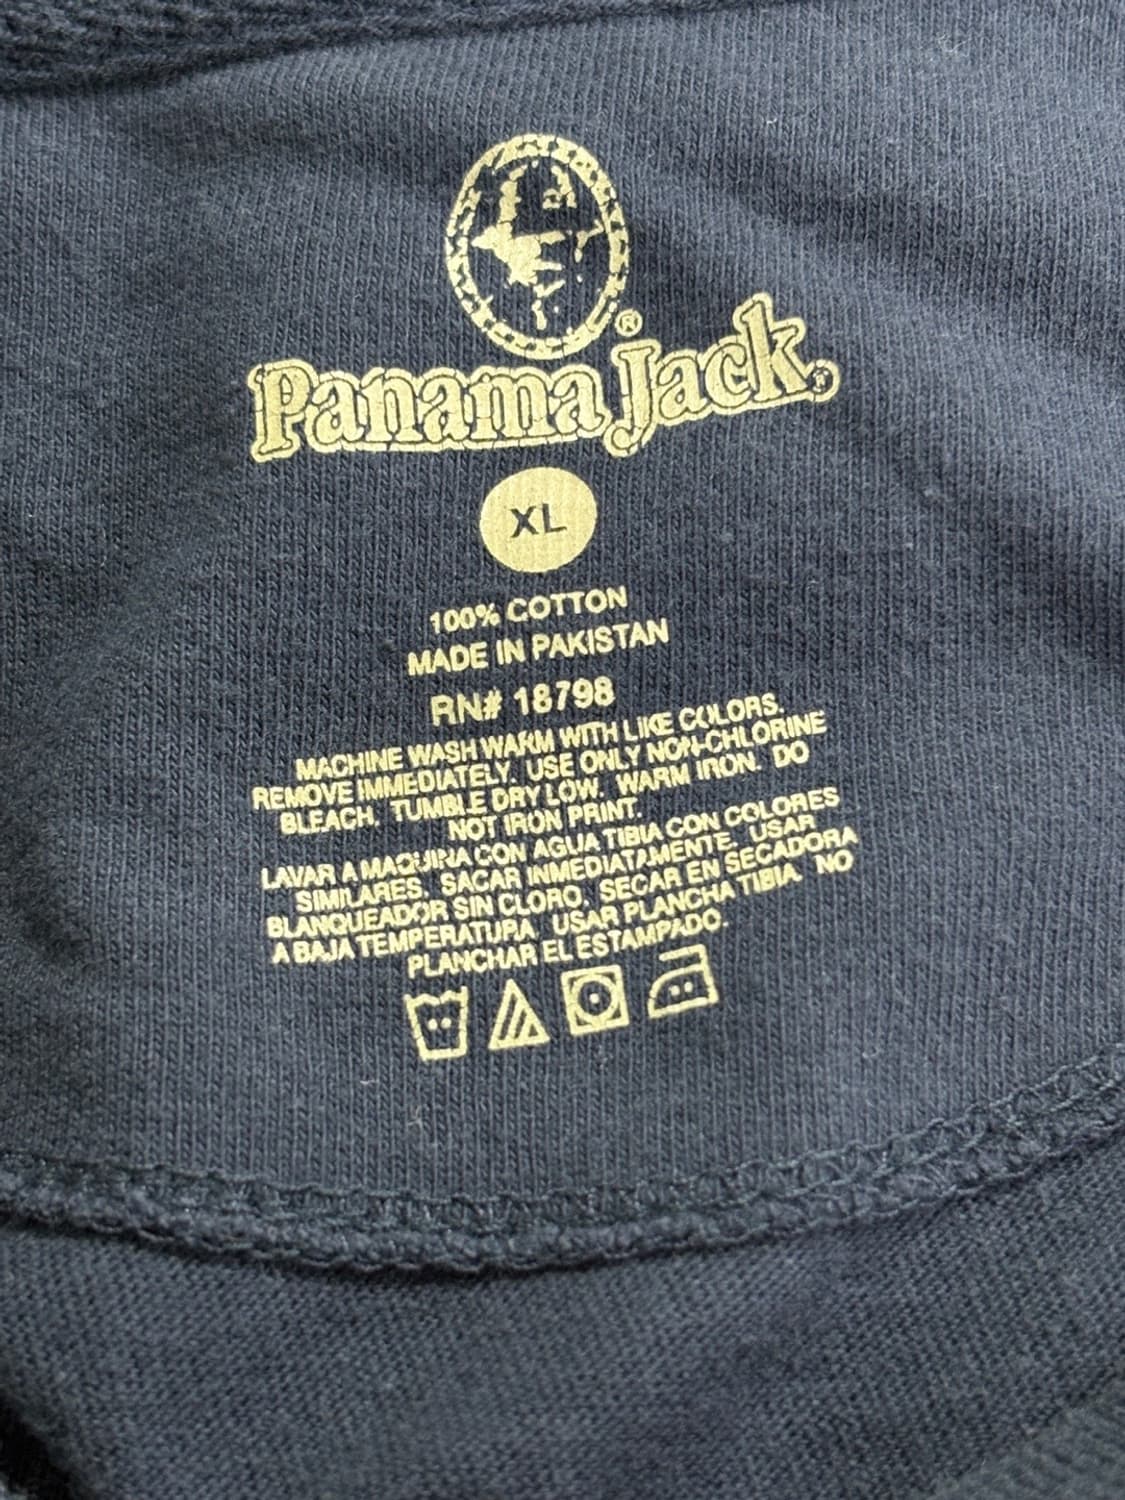 ®
Panama Jack®
XL
100% COTTON
MADE IN PAKISTAN
RN# 18798
MACHINE WASH WARM WITH LIKE COLORS.
REMOVE IMMEDIATELY. USE ONLY NON-CHLORINE
BLEACH. TUMBLE DRY LOW. WARM IRON. DO
NOT IRON PRINT.
LAVAR A MAQUINA CON AGUA TIBIA CON COLORES
SIMILARES. SACAR INMEDIATAMENTE. USAR
BLANQUEADOR SIN CLORO. SECAR EN SECADORA
A BAJA TEMPERATURA USAR PLANCHA TIBIA NO
PLANCHAR EL ESTAMPADO.